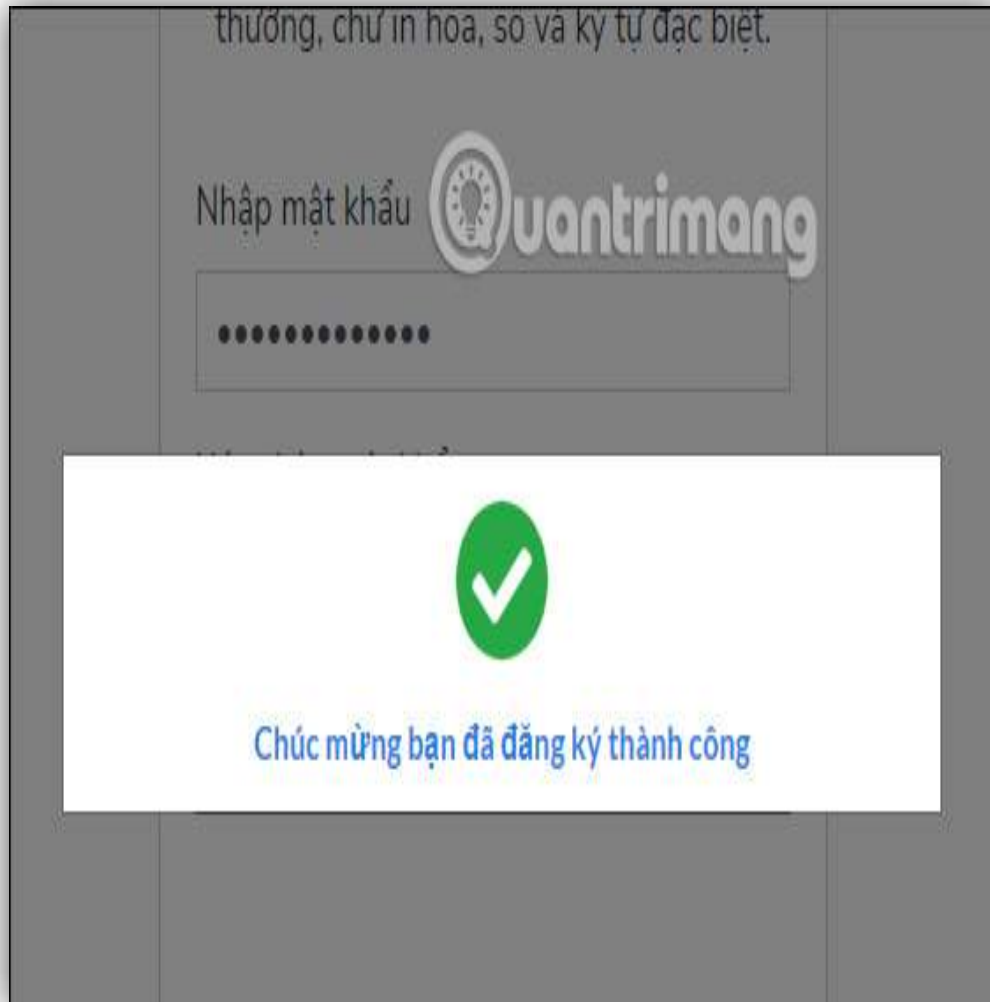 thường, chữ in hoa, số và ký tự đặc biệt.
Nhập mật khẩu
Quantrimang
•••••••••••••
Chúc mừng bạn đã đăng ký thành công